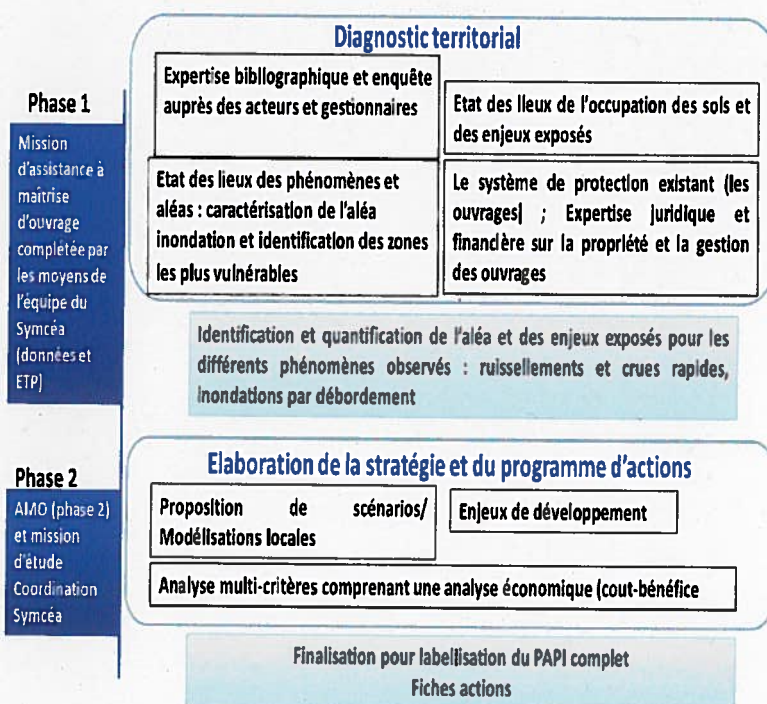 Diagnostic territorial
Phase 1
Mission
d'assistance à
maîtrise
d'ouvrage
complétée par
les moyens de
l'équipe du
Symcéa
(données et
ETP)
Expertise bibliographique et enquête
auprès des acteurs et gestionnaires
Etat des lieux de l'occupation des sols et
des enjeux exposés
Etat des lieux des phénomènes et
aléas : caractérisation de l'aléa
inondation et identification des zones
les plus vulnérables
Le système de protection existant (les
ouvrages) ; Expertise juridique et
financère sur la propriété et la gestion
des ouvrages
Identification et quantification de l'aléa et des enjeux exposés pour les
différents phénomènes observés : ruissellements et crues rapides,
inondations par débordement
Phase 2
AMO (phase 2)
et mission
d'étude
Coordination
Symcéa
Elaboration de la stratégie et du programme d'actions
Proposition de scénarios/
Modélisations locales
Enjeux de développement
Analyse multi-critères comprenant une analyse économique (cout-bénéfice
Finalisation pour labellisation du PAPI complet
Fiches actions